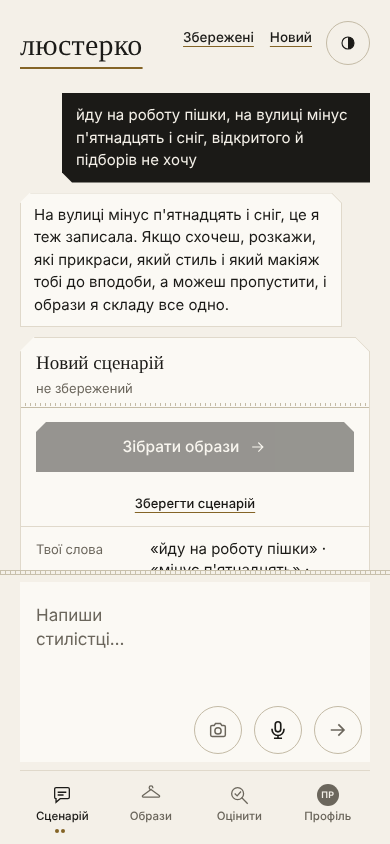 люстерко
Збережені
Новий
йду на роботу пішки, на вулиці мінус
п'ятнадцять і сніг, відкритого й
підборів не хочу
На вулиці мінус п'ятнадцять і сніг, це я
теж записала. Якщо схочеш, розкажи,
які прикраси, який стиль і який макіяж
тобі до вподоби, а можеш пропустити, і
образи я складу все одно.
Новий сценарій
не збережений
Зібрати образи →
Зберегти сценарій
Твої слова
«йду на роботу пішки» ·
«мінус п'ятнадцять» ·
Напиши
стилістці…
Сценарій
Образи
Оцінити
ПР
Профіль